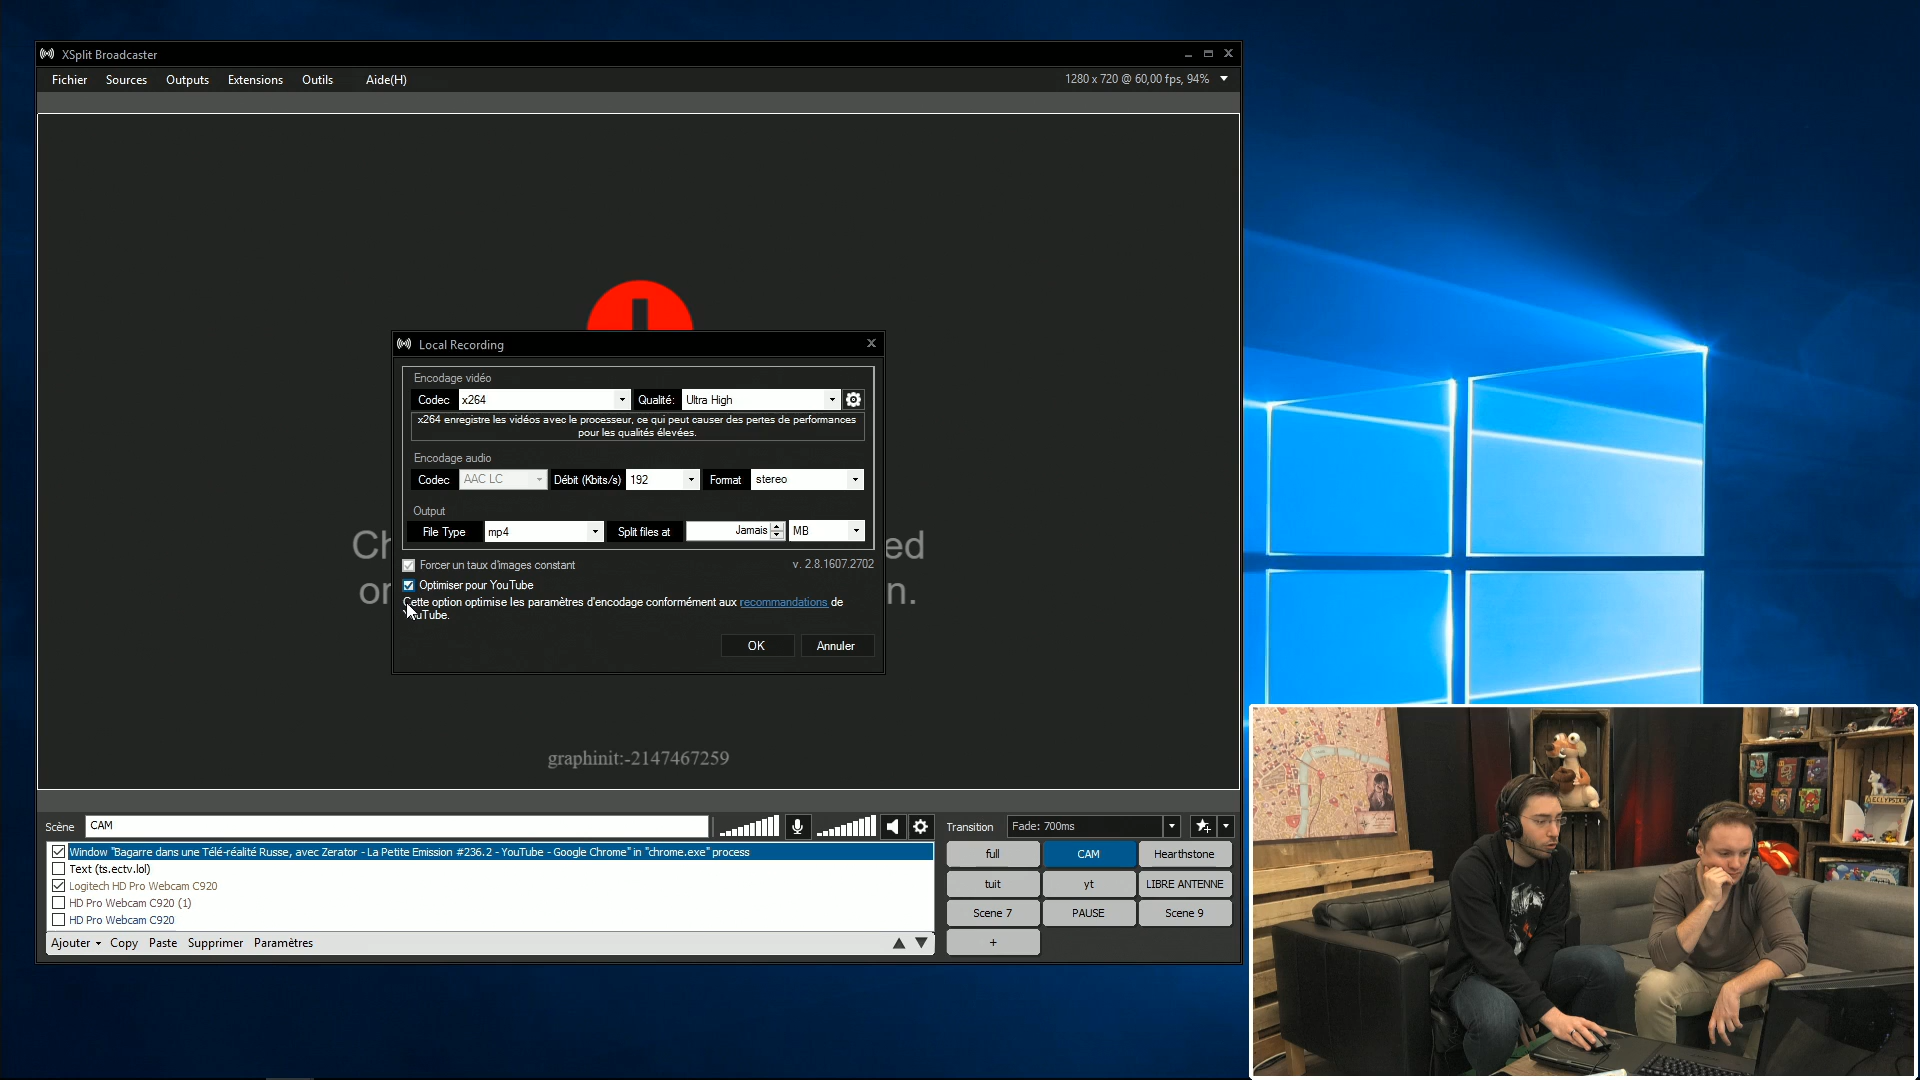 XSplit Broadcaster
Fichier Sources Outputs Extensions Outils Aide(H)
1280 x 720 @ 60,00 fps, 94%
Local Recording
Encodage vidéo
Codec x264 Qualité: Ultra High
x264 enregistre les vidéos avec le processeur, ce qui peut causer des pertes de performances
pour les qualités élevées.
Encodage audio
Codec AAC LC Débit (Kbits/s) 192 Format stereo
Output
File Type mp4 Split files at Jamais MB
Forcer un taux d'images constant v. 2.8.1607.2702
Optimiser pour YouTube
Cette option optimise les paramètres d'encodage conformément aux recommandations de
YouTube.
OK Annuler
graphinit:-2147467259
Scène CAM
Transition Fade: 700ms
Window "Bagarre dans une Télé-réalité Russe, avec Zerator - La Petite Emission #236.2 - YouTube - Google Chrome" in "chrome.exe" process
Text (ts.ectv.lol)
Logitech HD Pro Webcam C920
HD Pro Webcam C920 (1)
HD Pro Webcam C920
Ajouter Copy Paste Supprimer Paramètres
full CAM Hearthstone
tuit yt LIBRE ANTENNE
Scene 7 PAUSE Scene 9
+